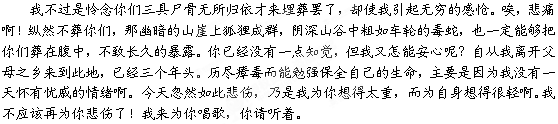 我不过是怜念你们三具尸骨无所归依才来埋葬罢了，却使我引起无穷的感怆。唉，悲痛
啊！纵然不葬你们，那幽暗的山崖上狐狸成群，阴深山谷中粗如车轮的毒蛇，也一定能够把
你们葬在腹中，不致长久的暴露。你已经没有一点知觉，但我又怎能安心呢？自从我离开父
母之乡来到此地，已经三个年头。历尽瘴毒而能勉强保全自己的生命，主要是因为我没有一
天怀有忧戚的情绪啊。今天忽然如此悲伤，乃是我为你想得太重，而为自身想得很轻啊。我
不应该再为你悲伤了！我来为你唱歌，你请听着。